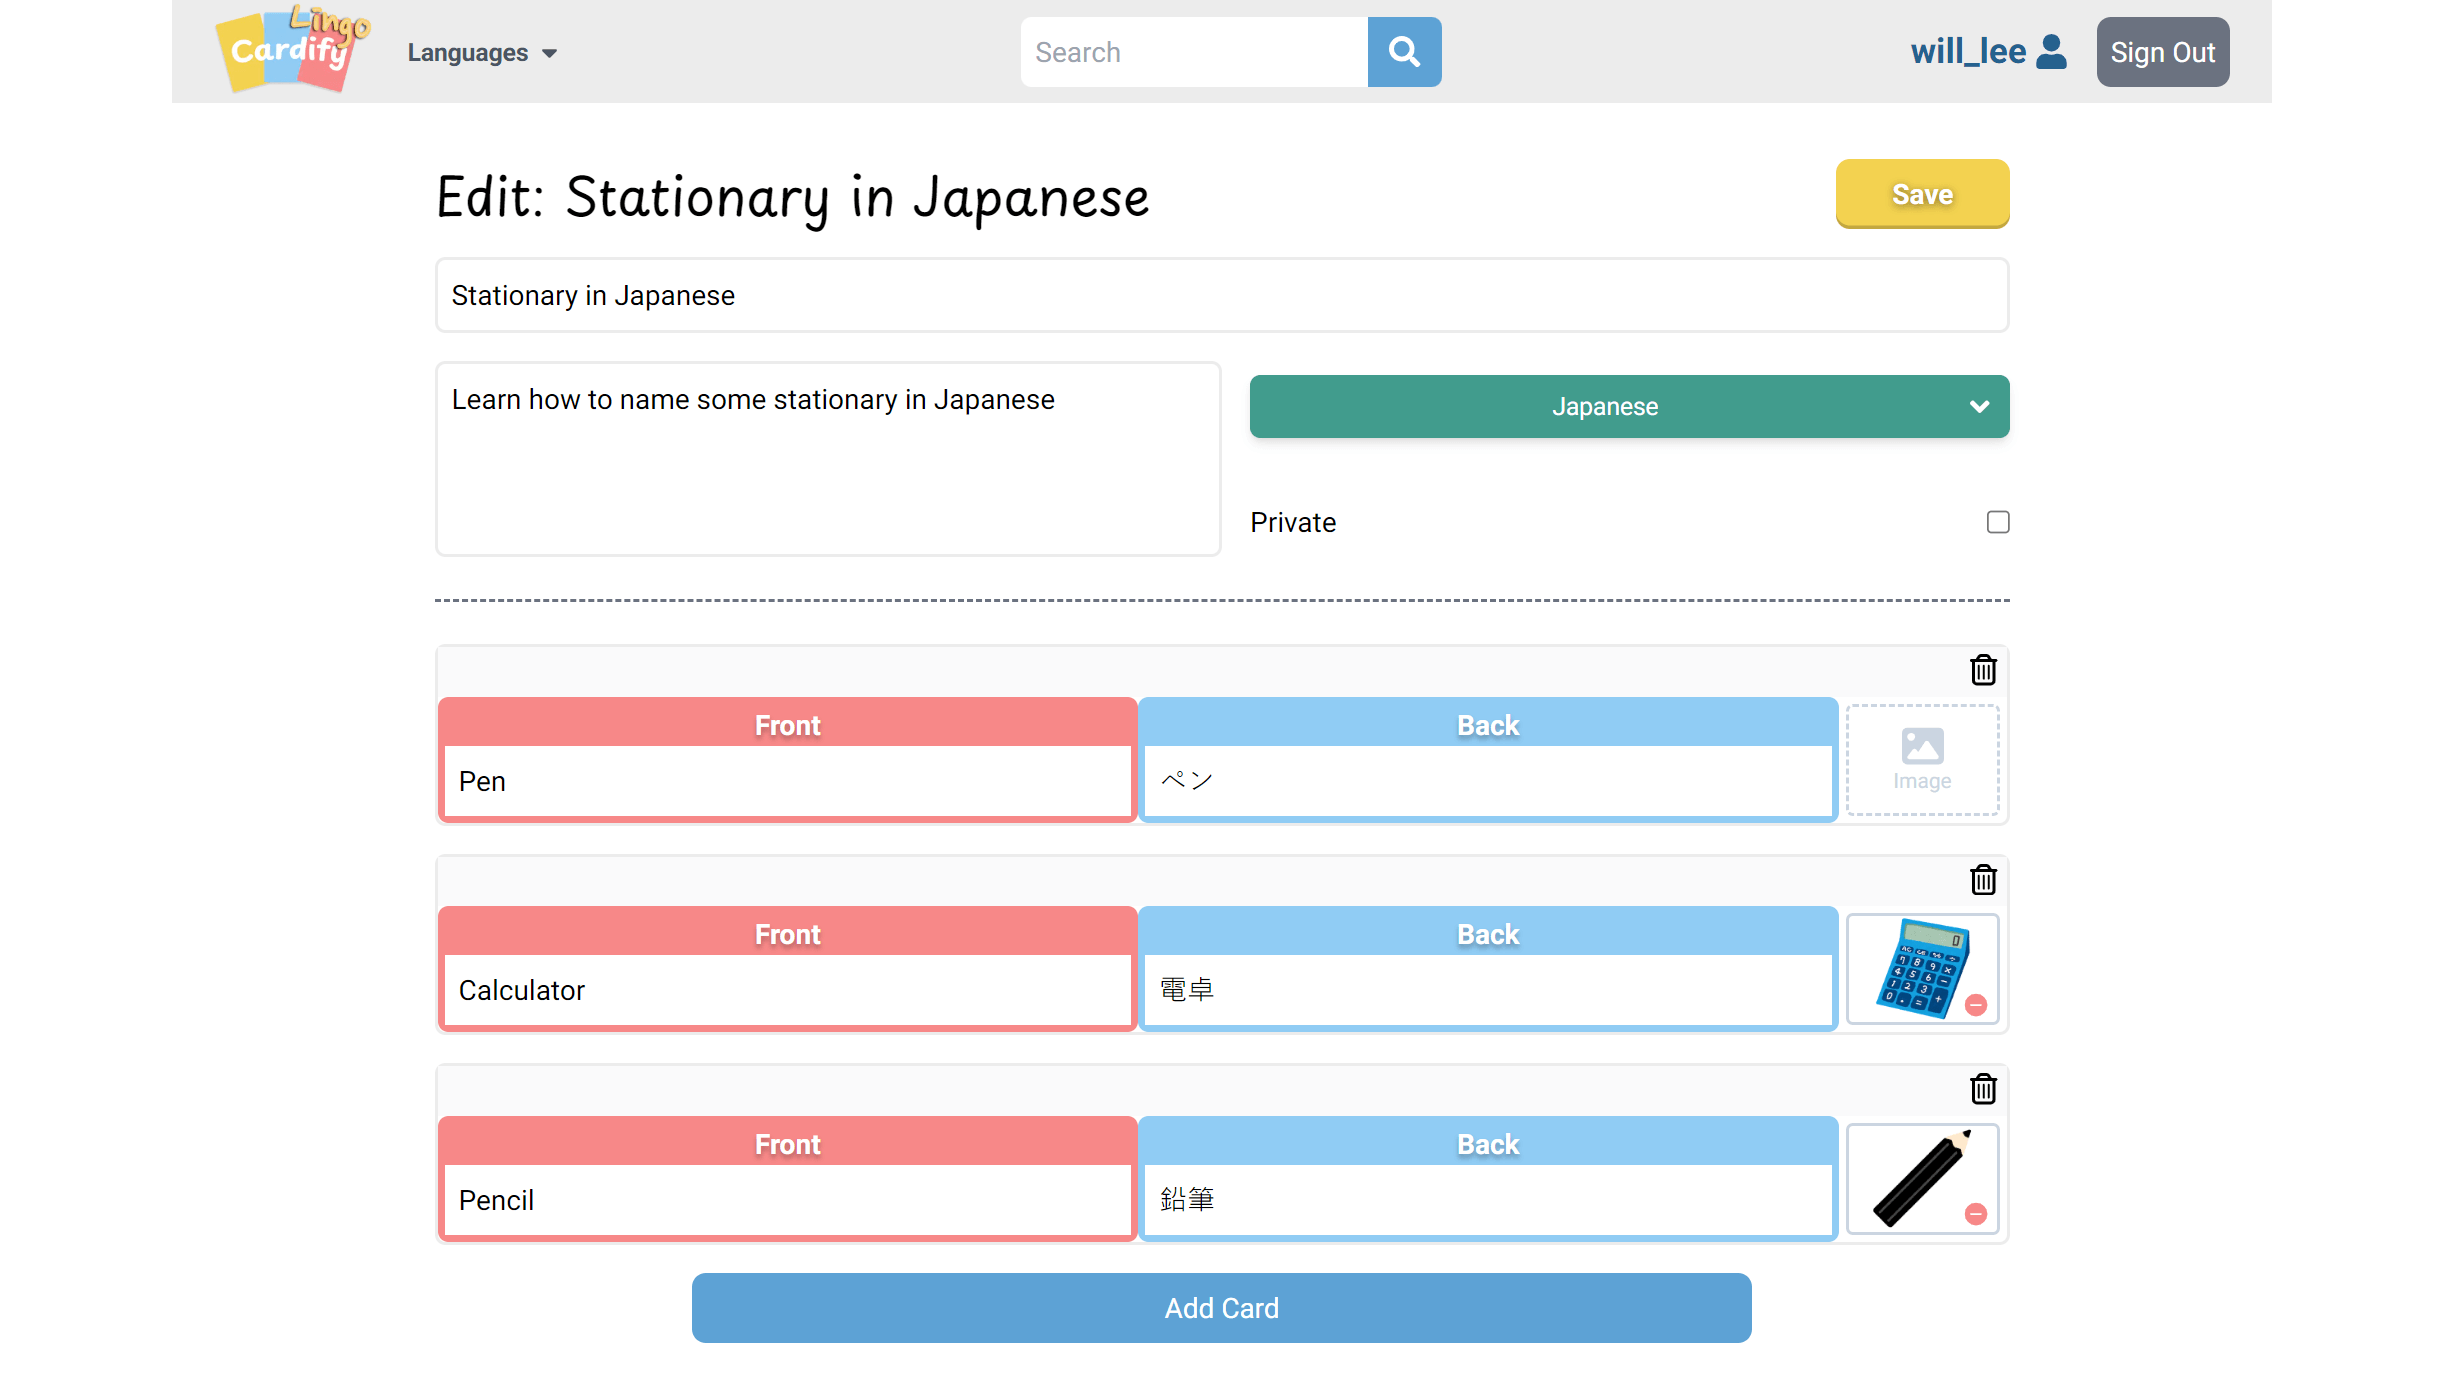 Lingo
Cardify
Languages
Search
will_lee
Sign Out
Edit: Stationary in Japanese
Save
Stationary in Japanese
Learn how to name some stationary in Japanese
Japanese
Private
Front
Back
Pen
ペン
Image
Front
Back
Calculator
電卓
Front
Back
Pencil
鉛筆
Add Card